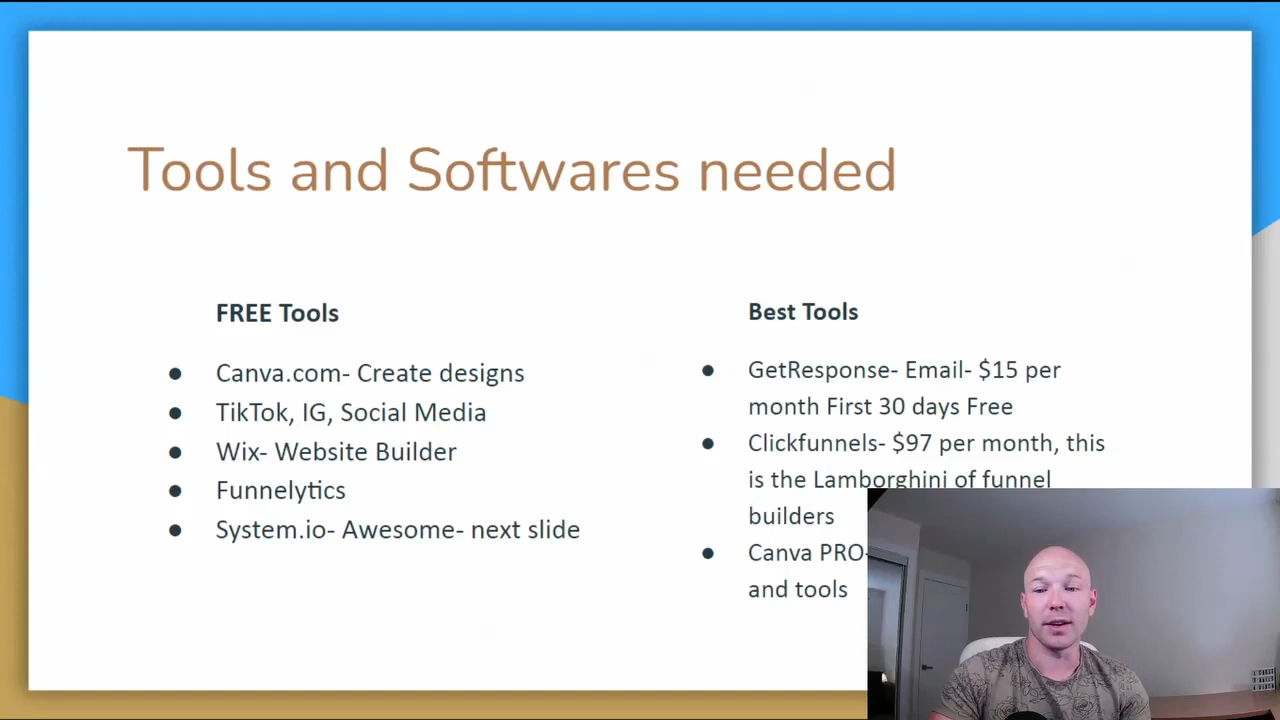 Tools and Softwares needed
FREE Tools
Canva.com- Create designs
TikTok, IG, Social Media
Wix- Website Builder
Funnelytics
System.io- Awesome- next slide
Best Tools
GetResponse- Email- $15 per
month First 30 days Free
Clickfunnels- $97 per month, this
is the Lamborghini of funnel
builders
Canva PRO-
and tools